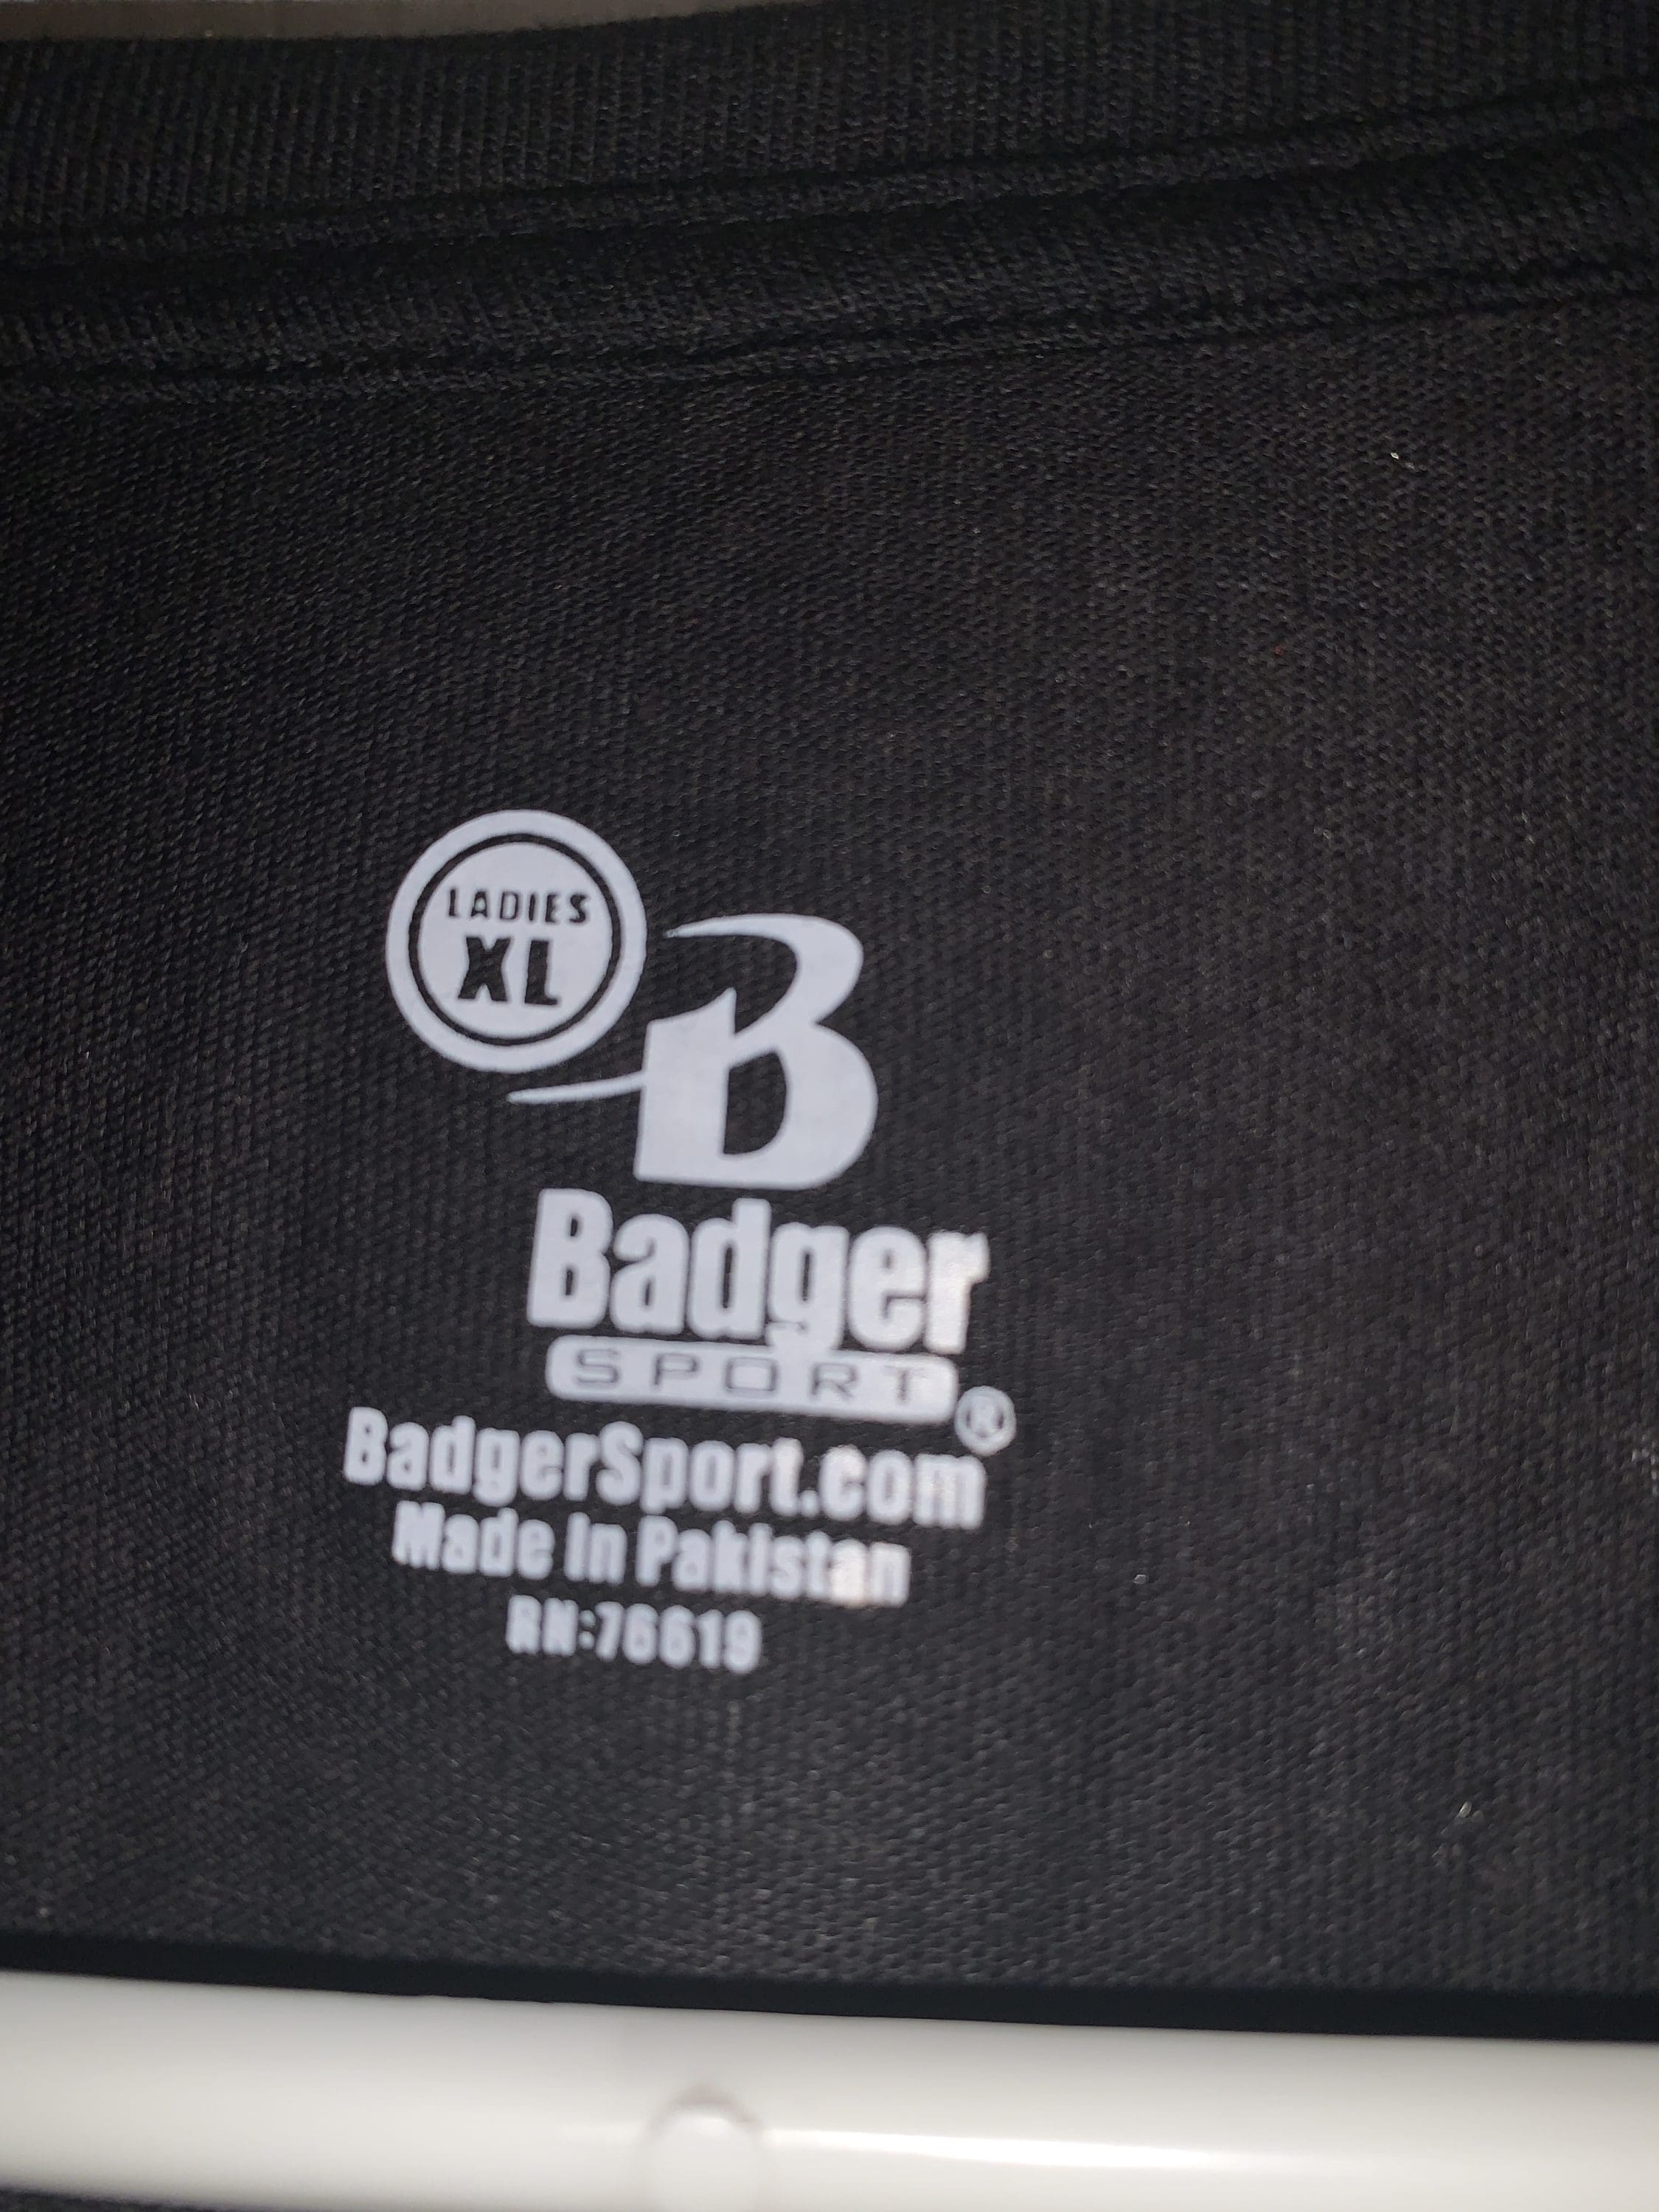 LADIES
XL
B
Badger
SPORT®
BadgerSport.com
Made In Pakistan
RN:76619